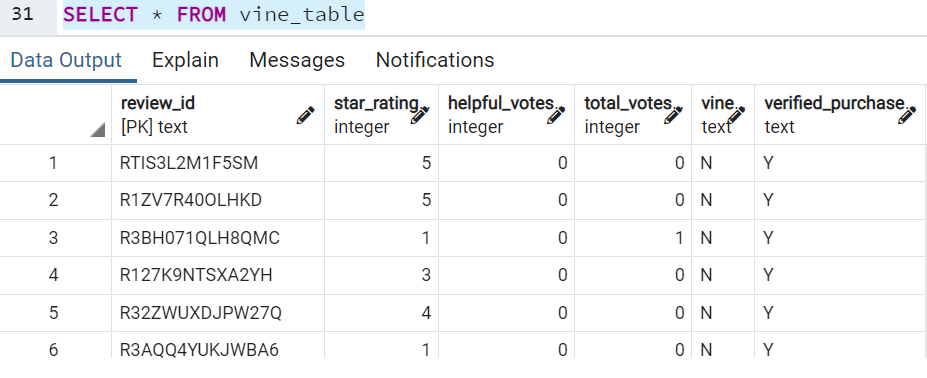 31 SELECT * FROM vine_table
Data Output Explain Messages Notifications
review_id star_rating helpful_votes total_votes vine verified_purchase
[PK] text integer integer integer text text
1 RTIS3L2M1F5SM 5 0 0 N Y
2 R1ZV7R40OLHKD 5 0 0 N Y
3 R3BH071QLH8QMC 1 0 1 N Y
4 R127K9NTSXA2YH 3 0 0 N Y
5 R32ZWUXDJPW27Q 4 0 0 N Y
6 R3AQQ4YUKJWBA6 1 0 0 N Y